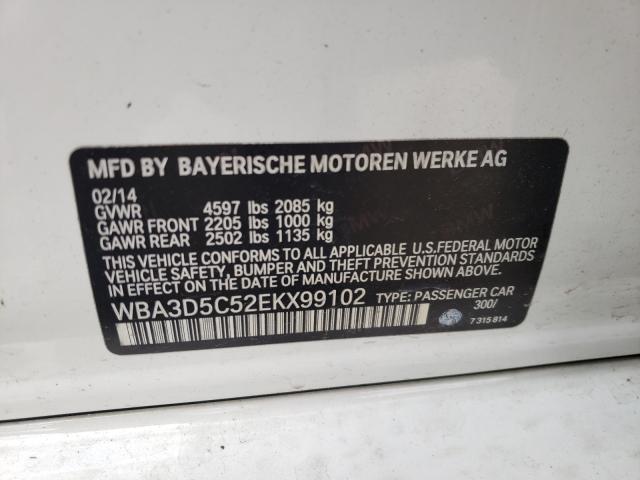 MFD BY BAYERISCHE MOTOREN WERKE AG
02/14
GVWR 4597 lbs 2085 kg
GAWR FRONT 2205 lbs 1000 kg
GAWR REAR 2502 lbs 1135 kg
THIS VEHICLE CONFORMS TO ALL APPLICABLE U.S.FEDERAL MOTOR
VEHICLE SAFETY, BUMPER AND THEFT PREVENTION STANDARDS
IN EFFECT ON THE DATE OF MANUFACTURE SHOWN ABOVE.
WBA3D5C52EKX99102 TYPE: PASSENGER CAR
300/
7 315 814